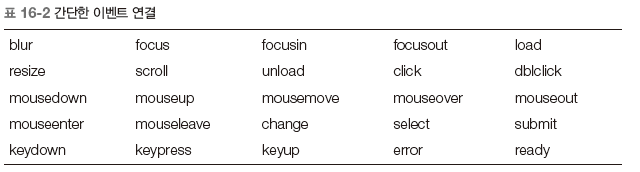 표 16-2 간단한 이벤트 연결
blur focus focusin focusout load
resize scroll unload click dblclick
mousedown mouseup mousemove mouseover mouseout
mouseenter mouseleave change select submit
keydown keypress keyup error ready